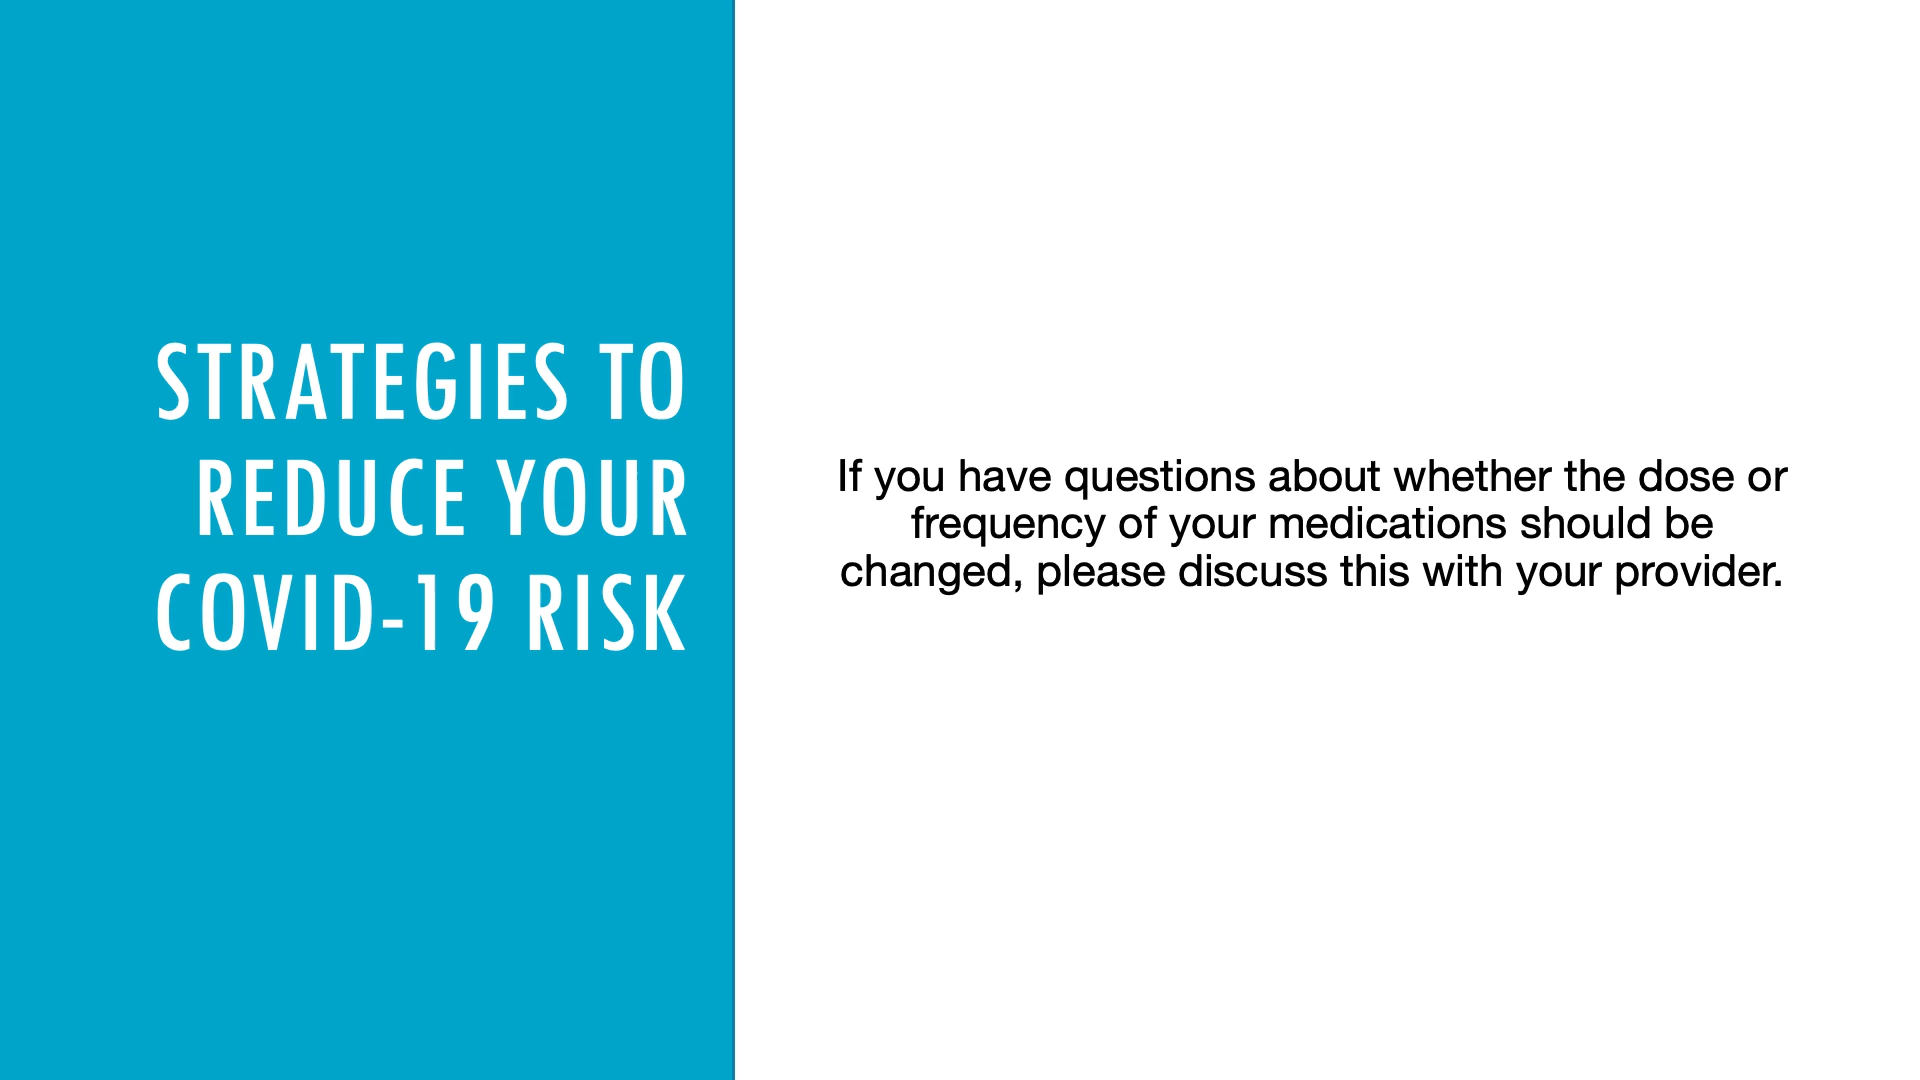 STRATEGIES TO
REDUCE YOUR
COVID-19 RISK
If you have questions about whether the dose or
frequency of your medications should be
changed, please discuss this with your provider.